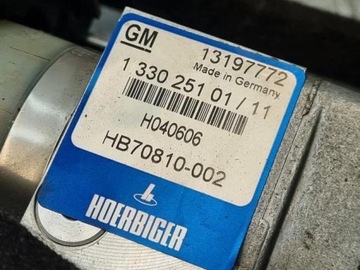 GM
13197772
Made in Germany
1 330 251 01 / 11
H040606
HB70810-002
HOERBIGER